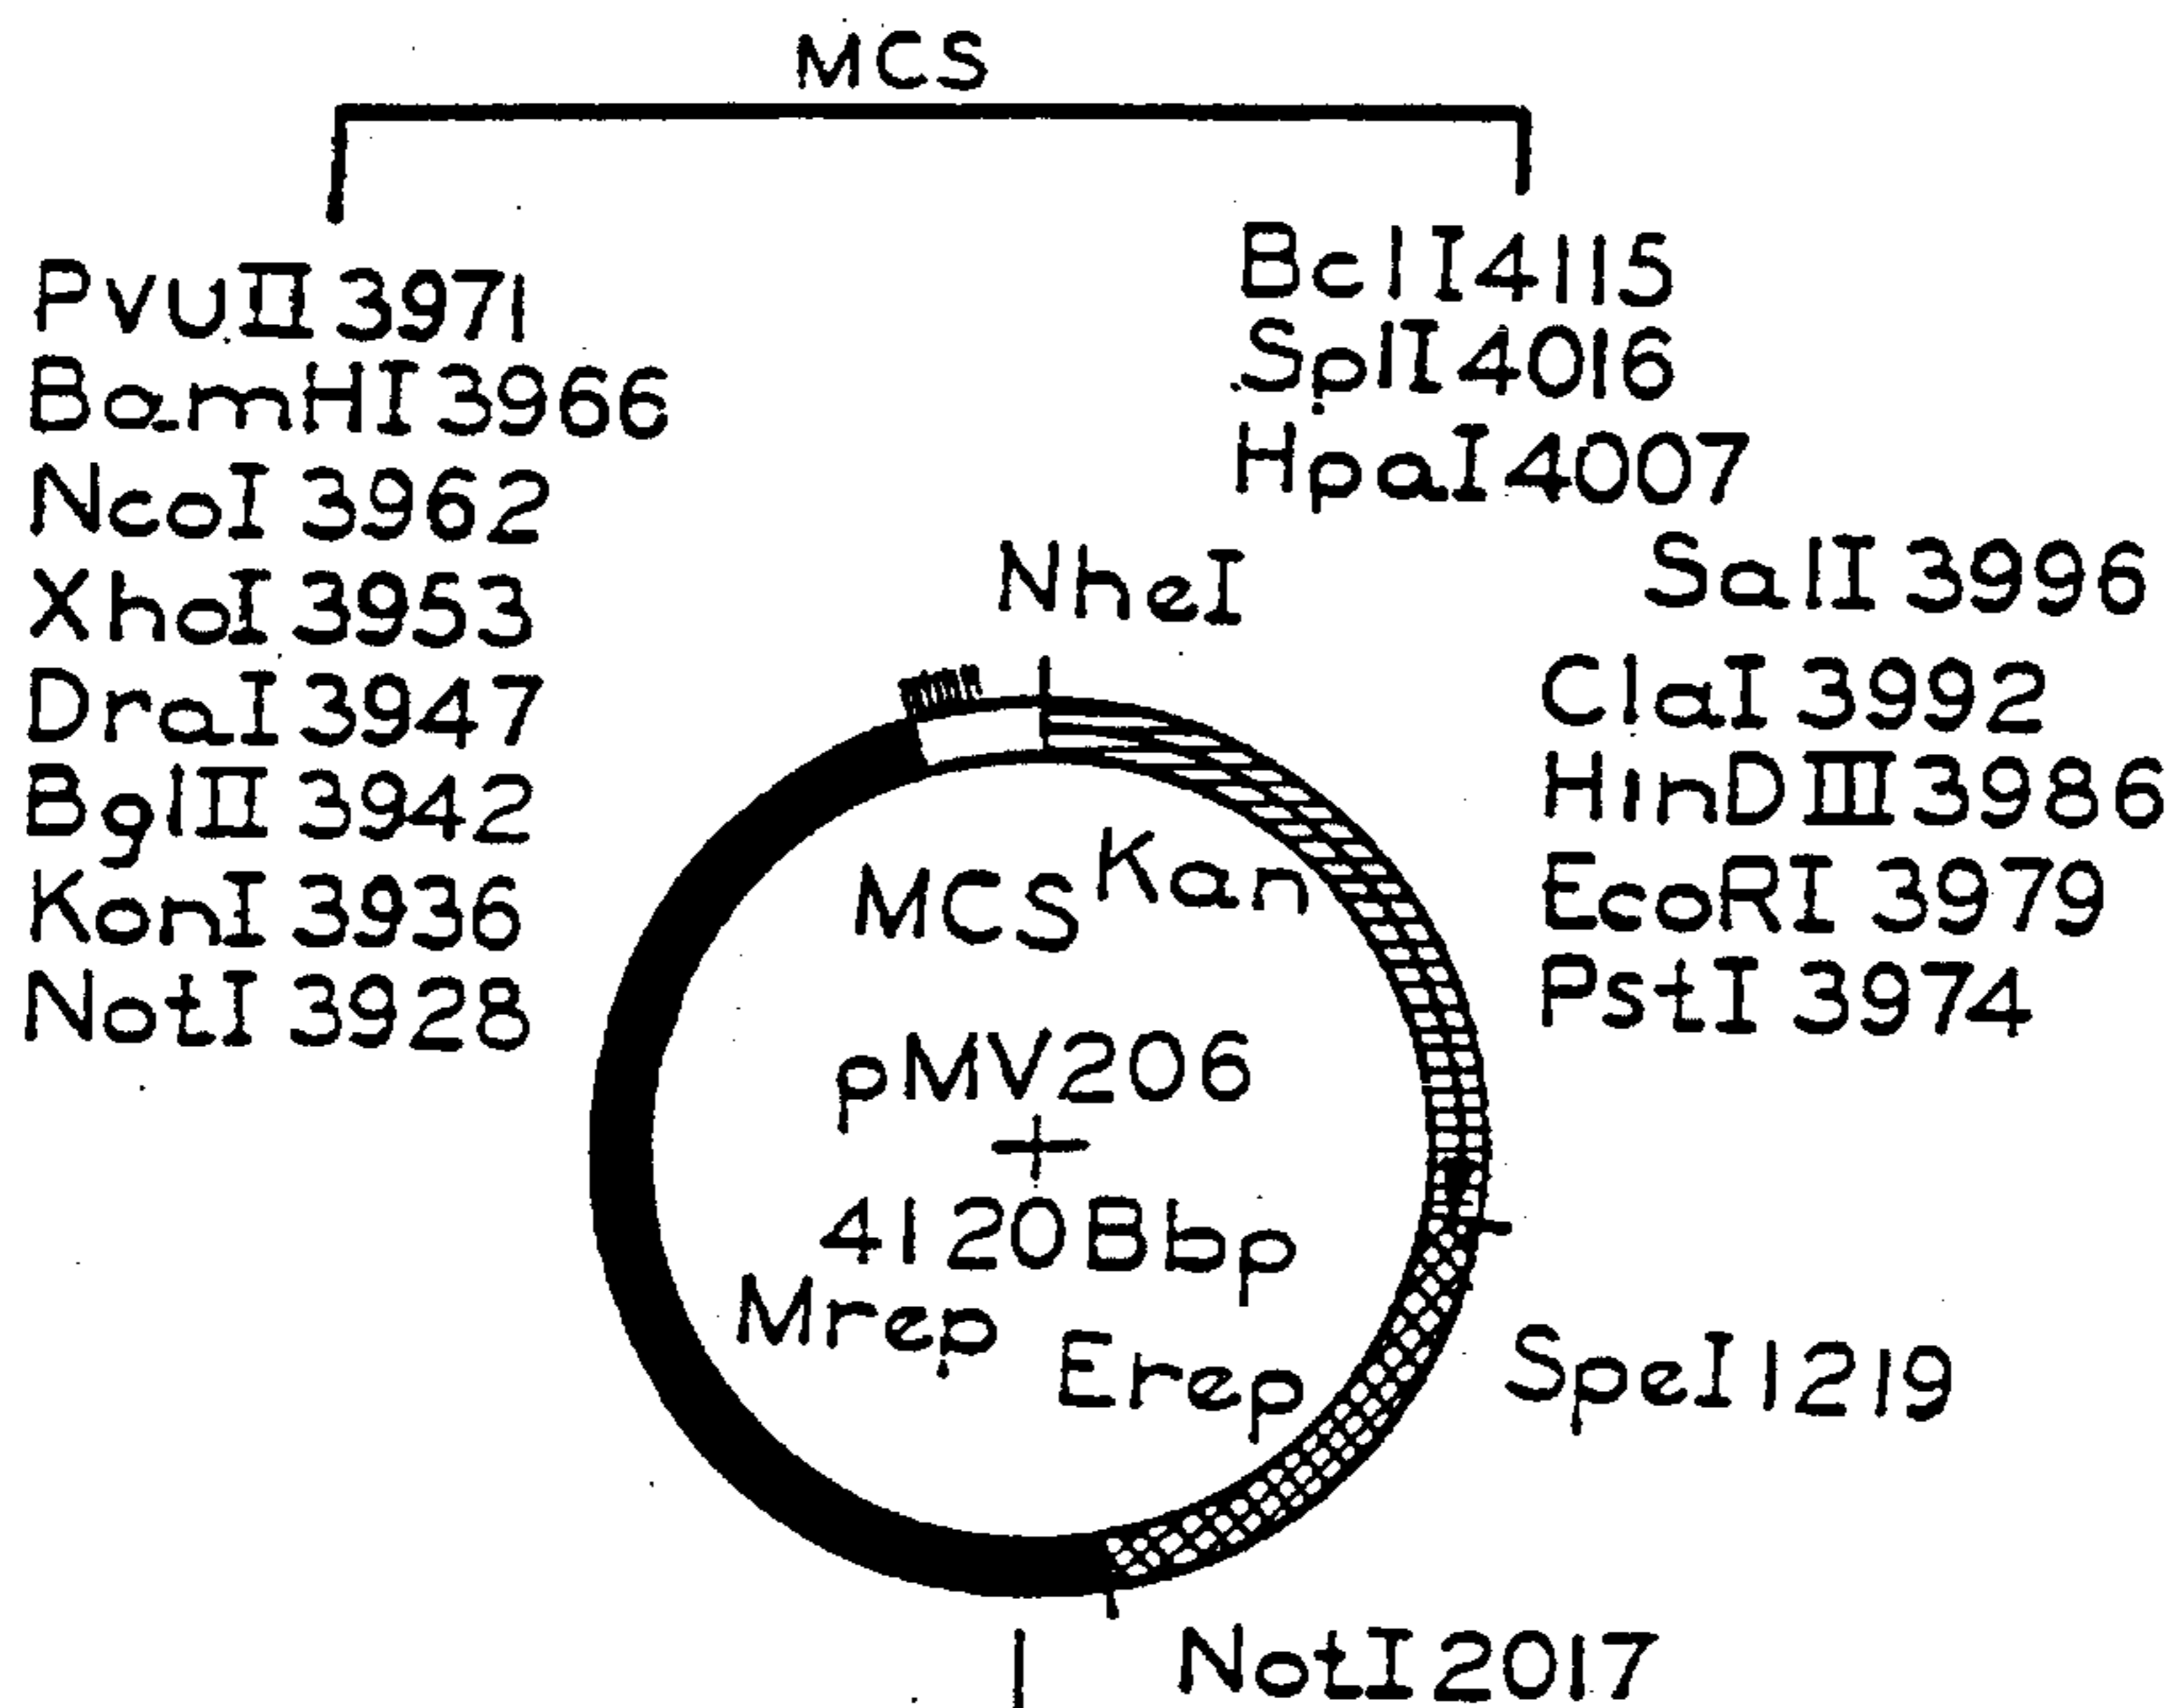 MCS
PvuII 3971
BamHI 3966
NcoI 3962
XhoI 3953
DraI 3947
BglII 3942
KonI 3936
NotI 3928
BclI 4115
SplI 4016
HpaI 4007
SalI 3996
ClaI 3992
HinDIII 3986
EcoRI 3979
PstI 3974
NheI
Kan
MCS
pMV206
4120Bbp
Mrep
Erep
SpeI 1219
NotI 2017